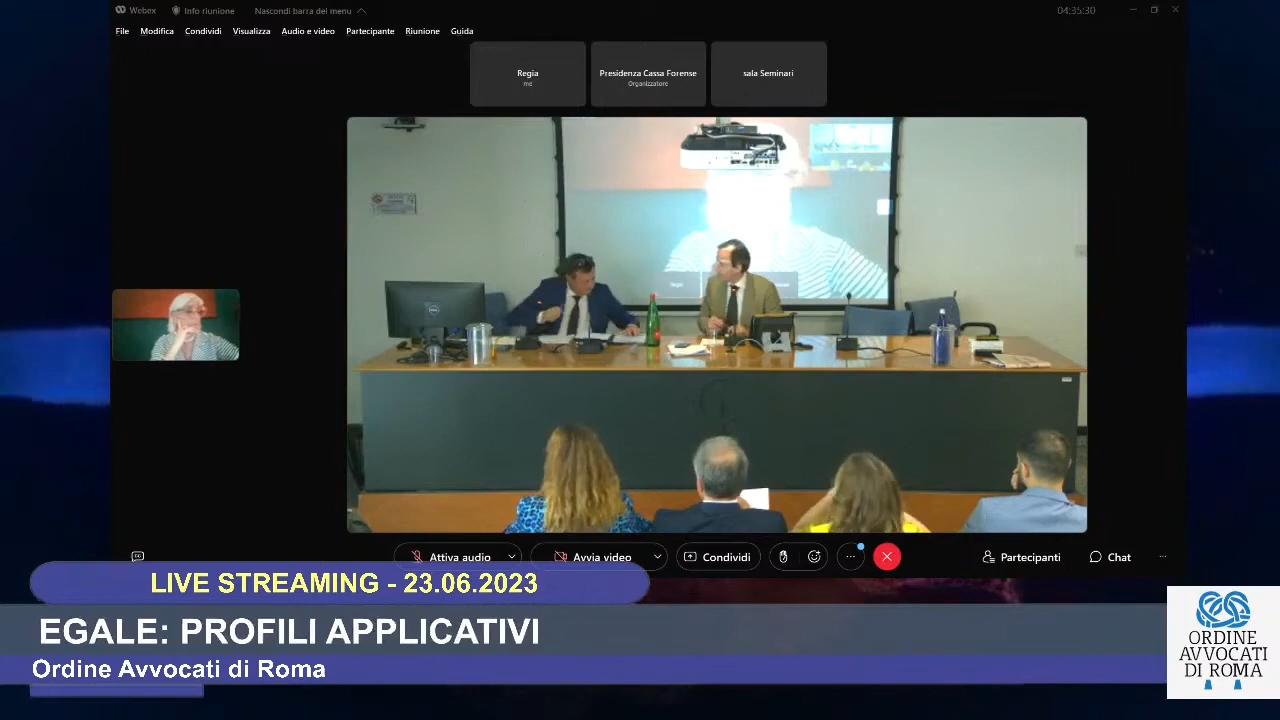 Webex Info riunione Nascondi barra del menu 04:35:30
File Modifica Condividi Visualizza Audio e video Partecipante Riunione Guida
Regia
me
Presidenza Cassa Forense
Organizzatore
sala Seminari
DELL
Attiva audio Avvia video Condividi Partecipanti Chat
LIVE STREAMING - 23.06.2023
EGALE: PROFILI APPLICATIVI
Ordine Avvocati di Roma
ORDINE
AVVOCATI
DI ROMA